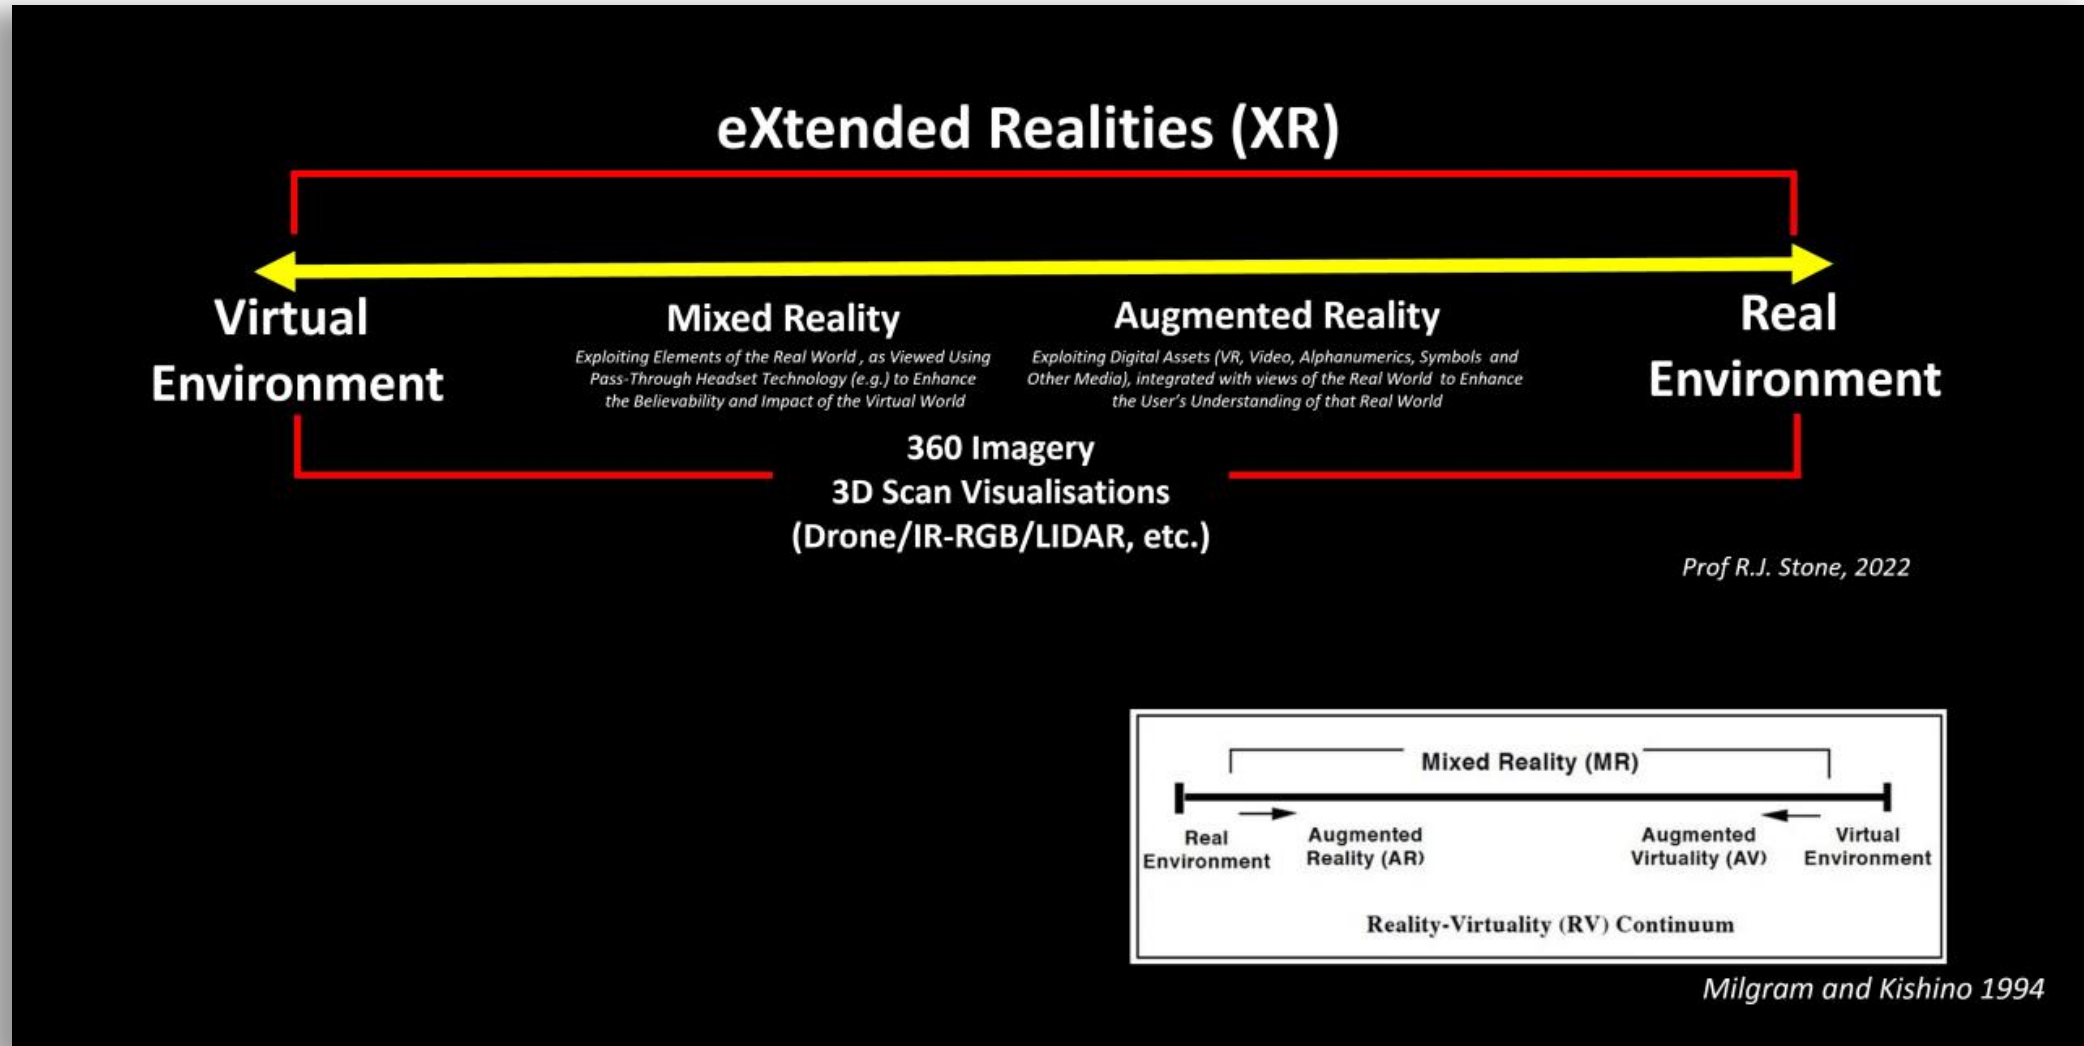 eXtended Realities (XR)
Virtual
Environment
Mixed Reality
Exploiting Elements of the Real World , as Viewed Using
Pass-Through Headset Technology (e.g.) to Enhance
the Believability and Impact of the Virtual World
Augmented Reality
Exploiting Digital Assets (VR, Video, Alphanumerics, Symbols and
Other Media), integrated with views of the Real World to Enhance
the User's Understanding of that Real World
Real
Environment
360 Imagery
3D Scan Visualisations
(Drone/IR-RGB/LIDAR, etc.)
Prof R.J. Stone, 2022
Mixed Reality (MR)
Real
Environment
Augmented
Reality (AR)
Augmented
Virtuality (AV)
Virtual
Environment
Reality-Virtuality (RV) Continuum
Milgram and Kishino 1994